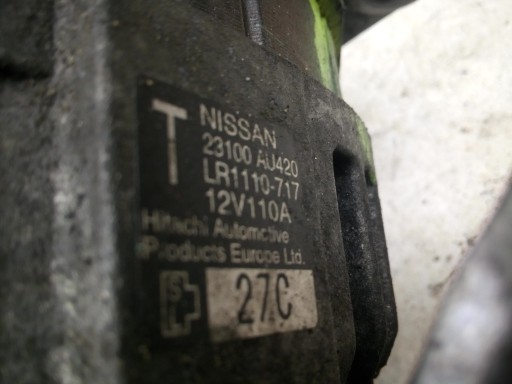 T
NISSAN
23100 AU420
LR1110-717
12V110A
Hitachi Automotive
Products Europe Ltd.
27C